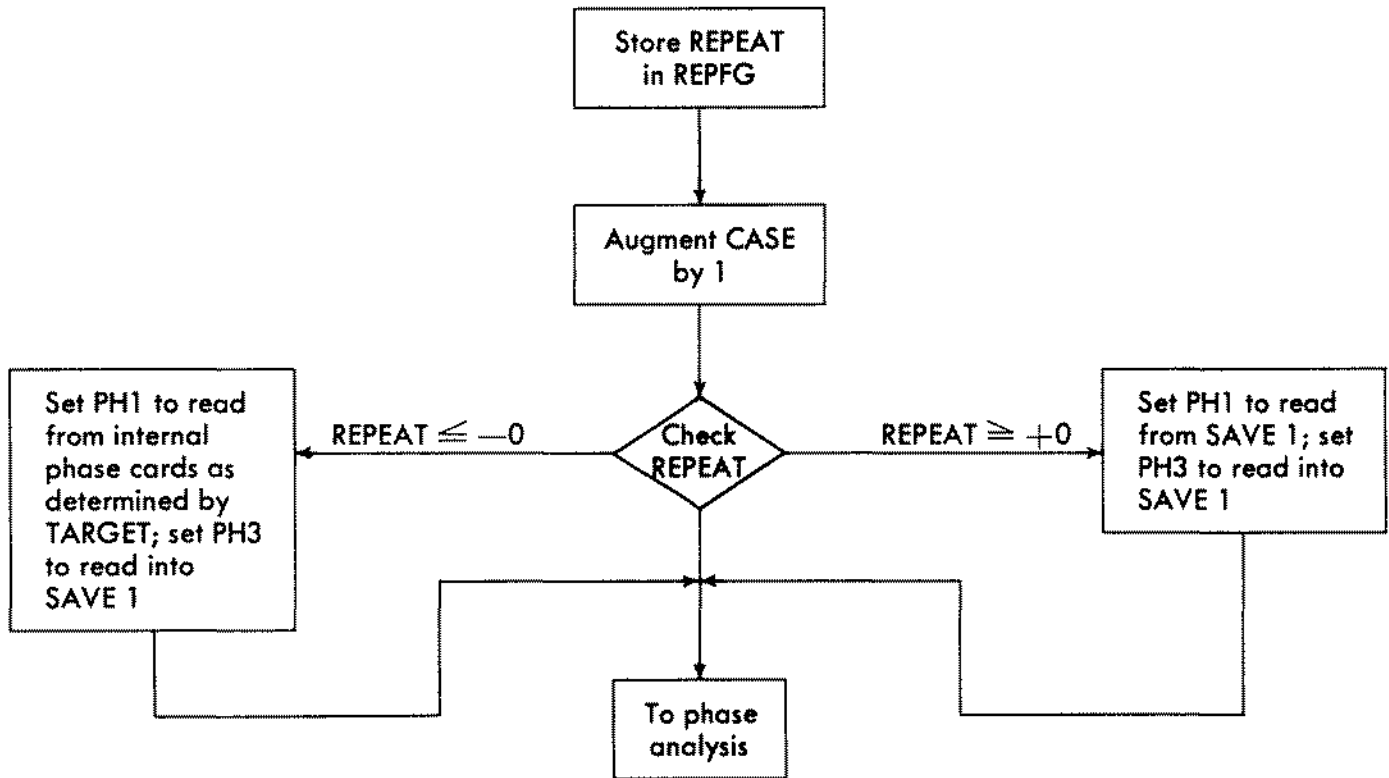 Store REPEAT
in REPFG
Augment CASE
by 1
Set PH1 to read
from internal
phase cards as
determined by
TARGET; set PH3
to read into
SAVE 1
REPEAT ≦ −0
Check
REPEAT
REPEAT ≧ +0
Set PH1 to read
from SAVE 1; set
PH3 to read into
SAVE 1
To phase
analysis